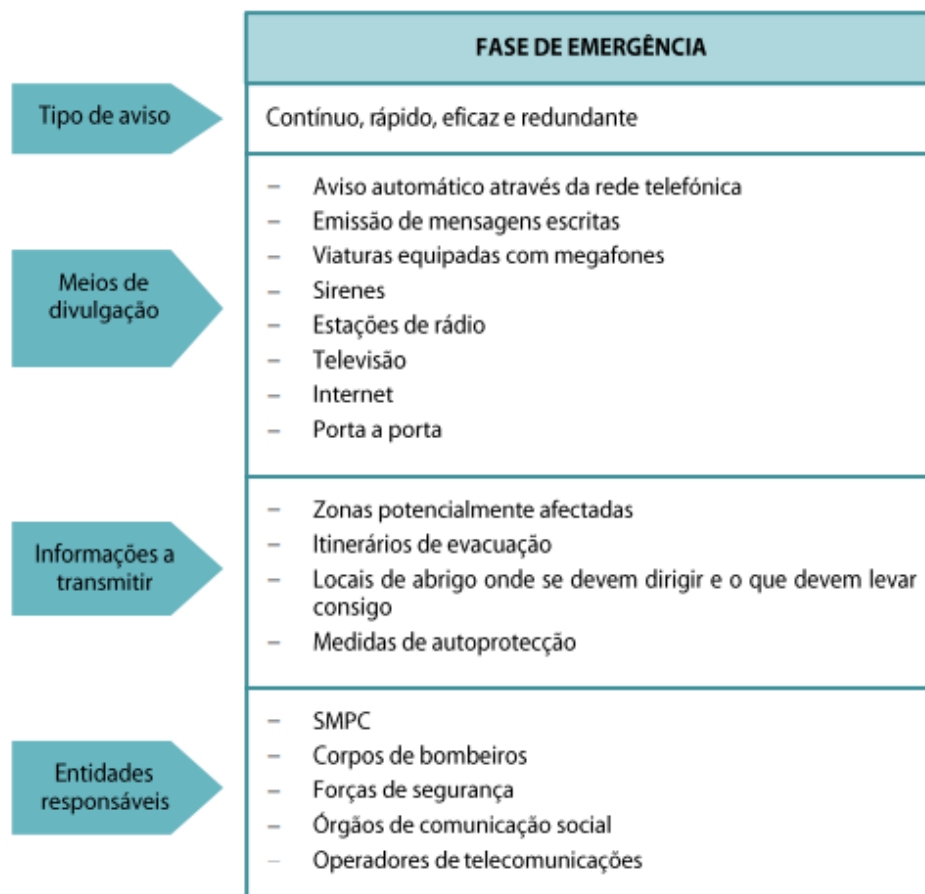 FASE DE EMERGÊNCIA
Tipo de aviso
Contínuo, rápido, eficaz e redundante
Meios de
divulgação
– Aviso automático através da rede telefónica
– Emissão de mensagens escritas
– Viaturas equipadas com megafones
– Sirenes
– Estações de rádio
– Televisão
– Internet
– Porta a porta
Informações a
transmitir
– Zonas potencialmente afectadas
– Itinerários de evacuação
– Locais de abrigo onde se devem dirigir e o que devem levar
consigo
– Medidas de autoprotecção
Entidades
responsáveis
– SMPC
– Corpos de bombeiros
– Forças de segurança
– Órgãos de comunicação social
– Operadores de telecomunicações